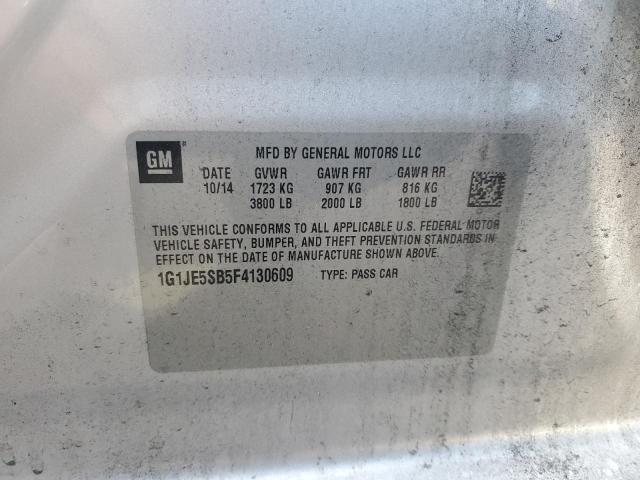 GM
MFD BY GENERAL MOTORS LLC
DATE GVWR GAWR FRT GAWR RR
10/14 1723 KG 907 KG 816 KG
3800 LB 2000 LB 1800 LB
THIS VEHICLE CONFORMS TO ALL APPLICABLE U.S. FEDERAL MOTOR
VEHICLE SAFETY, BUMPER, AND THEFT PREVENTION STANDARDS IN
EFFECT ON THE DATE OF MANUFACTURE SHOWN ABOVE.
1G1JE5SB5F4130609 TYPE: PASS CAR